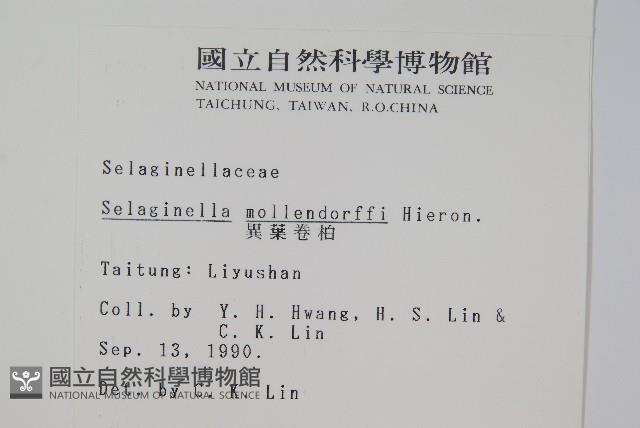 國立自然科學博物館
NATIONAL MUSEUM OF NATURAL SCIENCE
TAICHUNG, TAIWAN, R.O.CHINA
Selaginellaceae
Selaginella mollendorffi Hieron.
異葉卷柏
Taitung: Liyushan
Coll. by Y. H. Hwang, H. S. Lin &
C. K. Lin
Sep. 13, 1990.
Det. by C. K. Lin
國立自然科學博物館
NATIONAL MUSEUM OF NATURAL SCIENCE